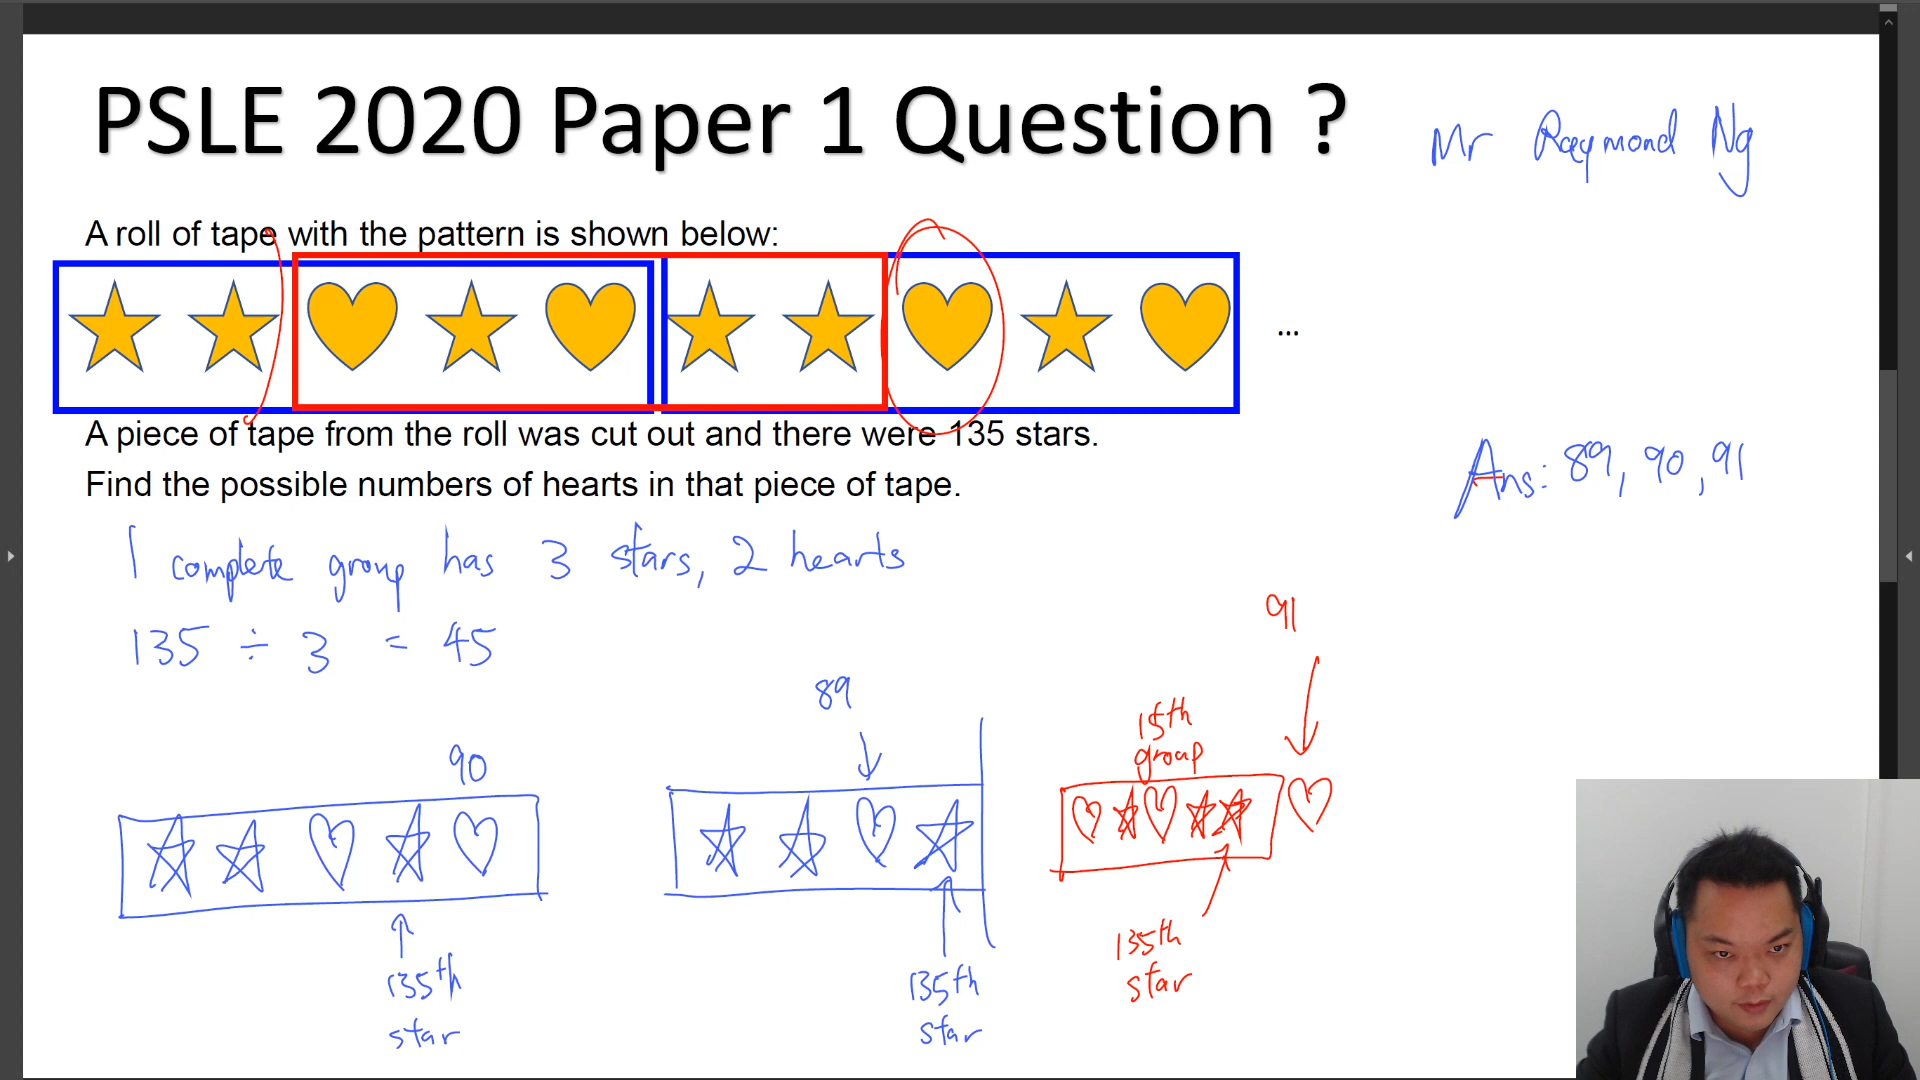 PSLE 2020 Paper 1 Question ?
Mr Raymond Ng
A roll of tape with the pattern is shown below:
...
A piece of tape from the roll was cut out and there were 135 stars.
Find the possible numbers of hearts in that piece of tape.
Ans: 89, 90, 91
1 complete group has 3 stars, 2 hearts
135 ÷ 3 = 45
90
135th
star
89
135th
star
91
15th
group
135th
star